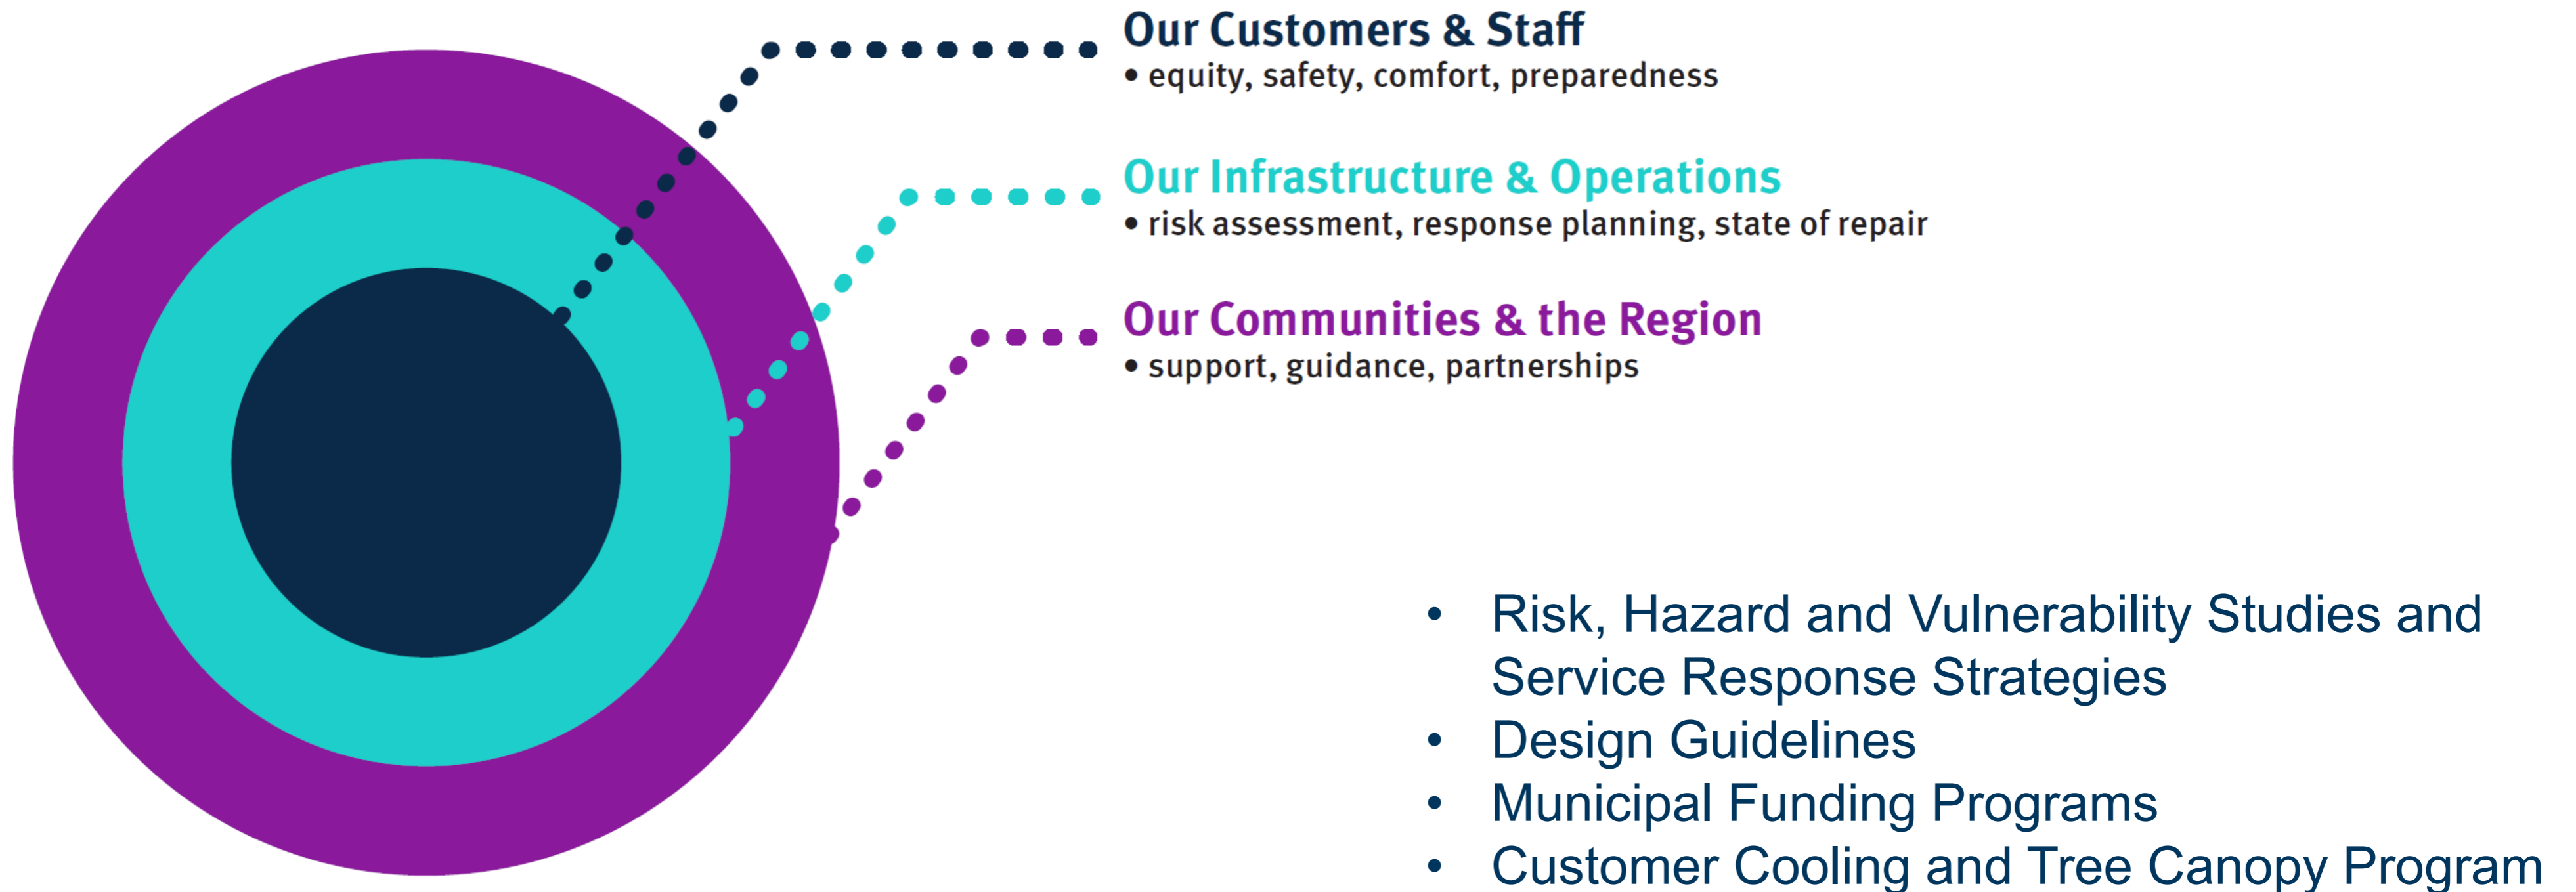 Our Customers & Staff
• equity, safety, comfort, preparedness
Our Infrastructure & Operations
• risk assessment, response planning, state of repair
Our Communities & the Region
• support, guidance, partnerships
• Risk, Hazard and Vulnerability Studies and
Service Response Strategies
• Design Guidelines
• Municipal Funding Programs
• Customer Cooling and Tree Canopy Program